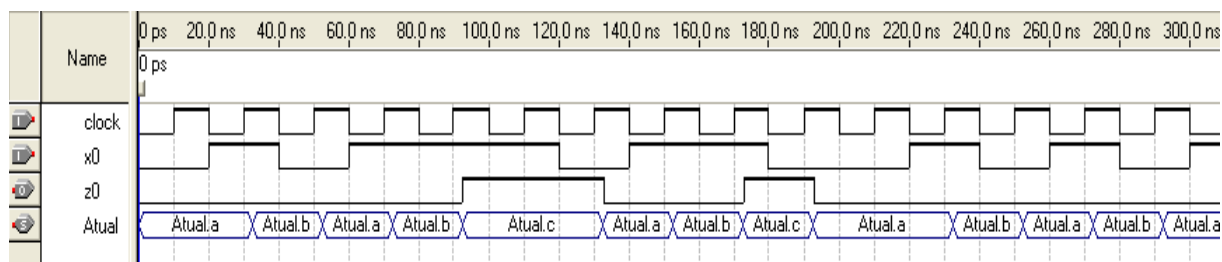 0 ps 20.0 ns 40.0 ns 60.0 ns 80.0 ns 100.0 ns 120.0 ns 140.0 ns 160.0 ns 180.0 ns 200.0 ns 220.0 ns 240.0 ns 260.0 ns 280.0 ns 300.0 ns
Name 0 ps
clock
x0
z0
Atual Atual.a Atual.b Atual.a Atual.b Atual.c Atual.a Atual.b Atual.c Atual.a Atual.b Atual.a Atual.b Atual.a